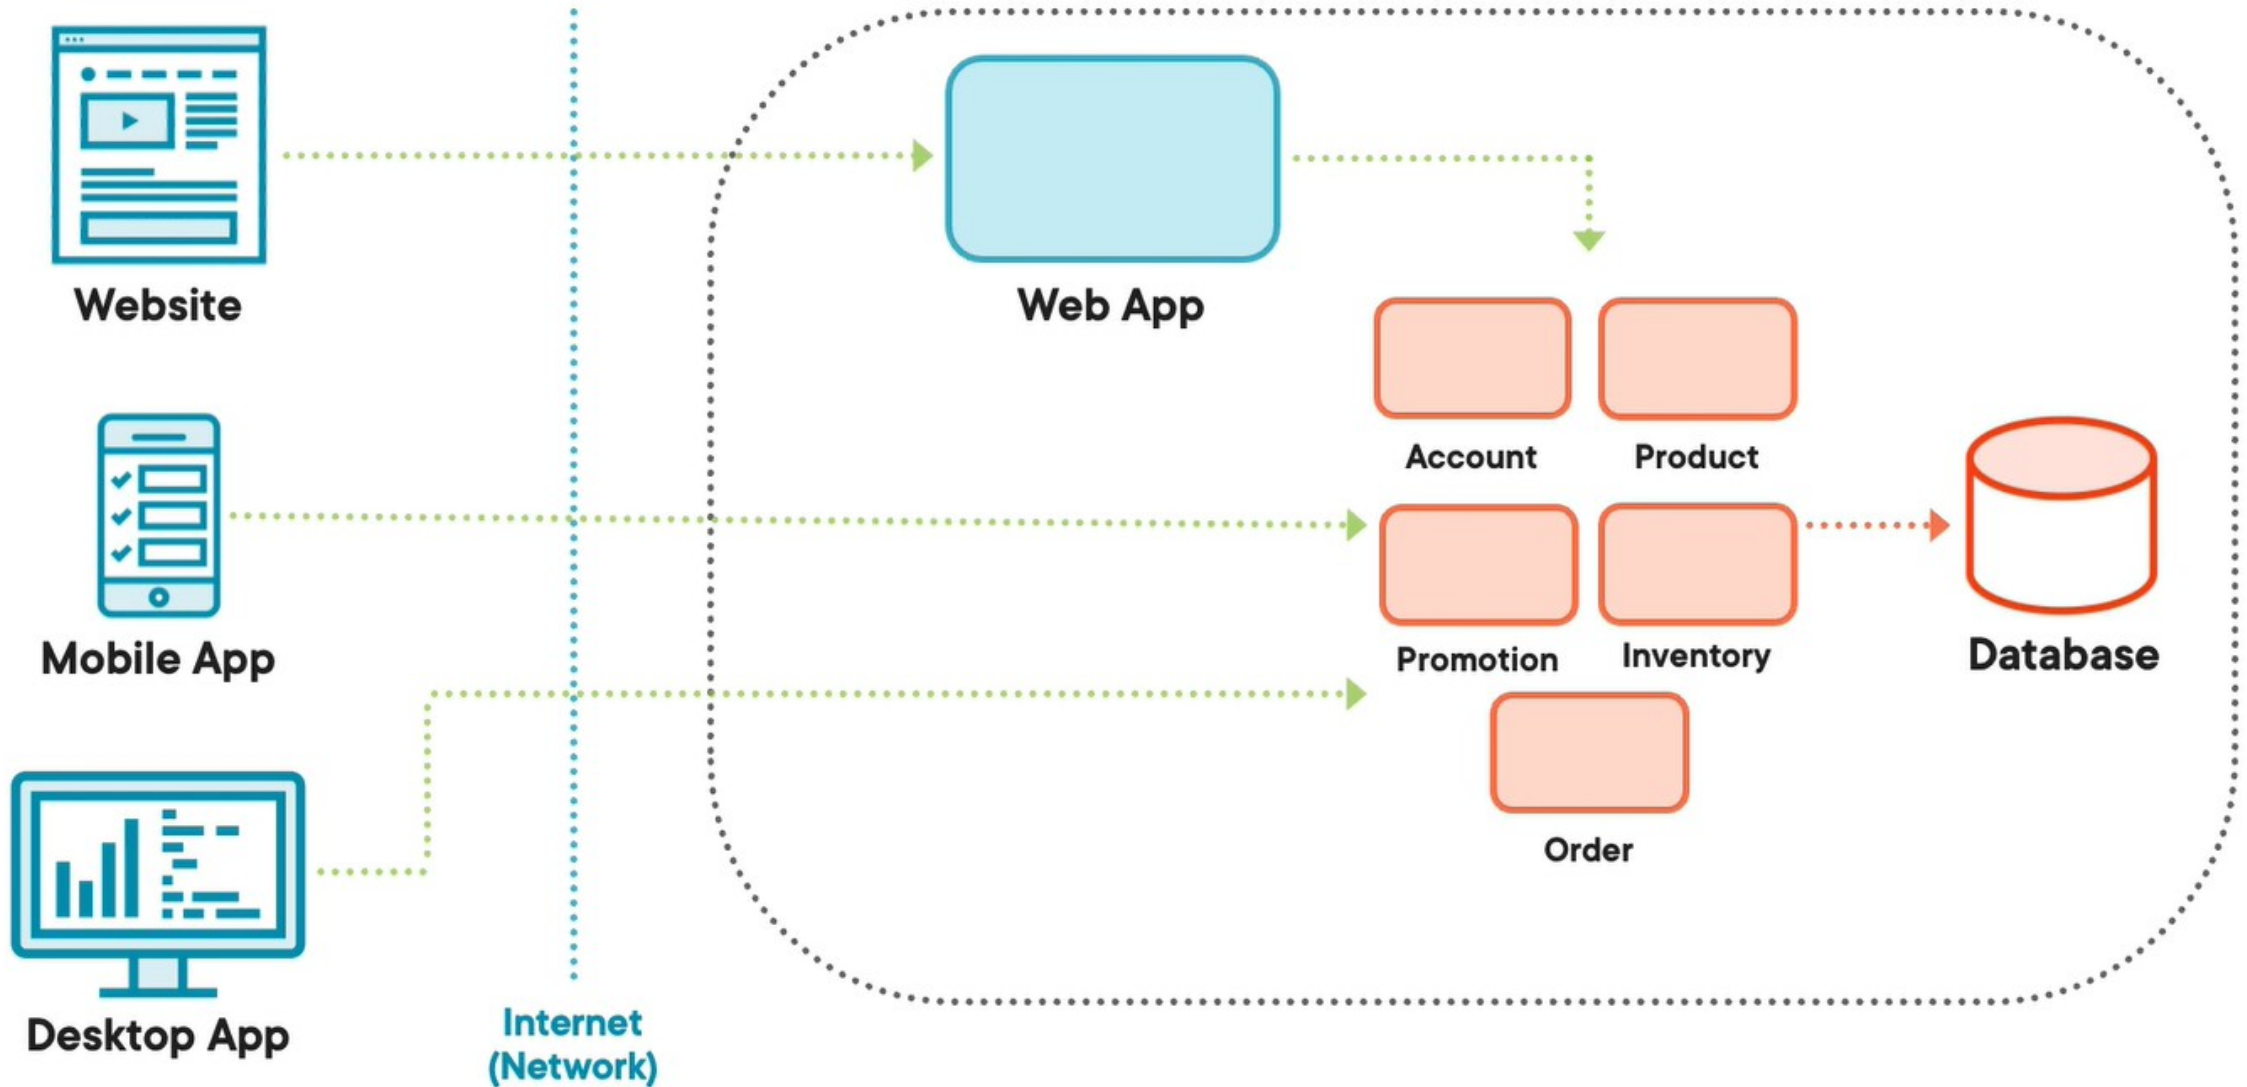 Website
Web App
Account
Product
Mobile App
Promotion
Inventory
Database
Order
Desktop App
Internet
(Network)